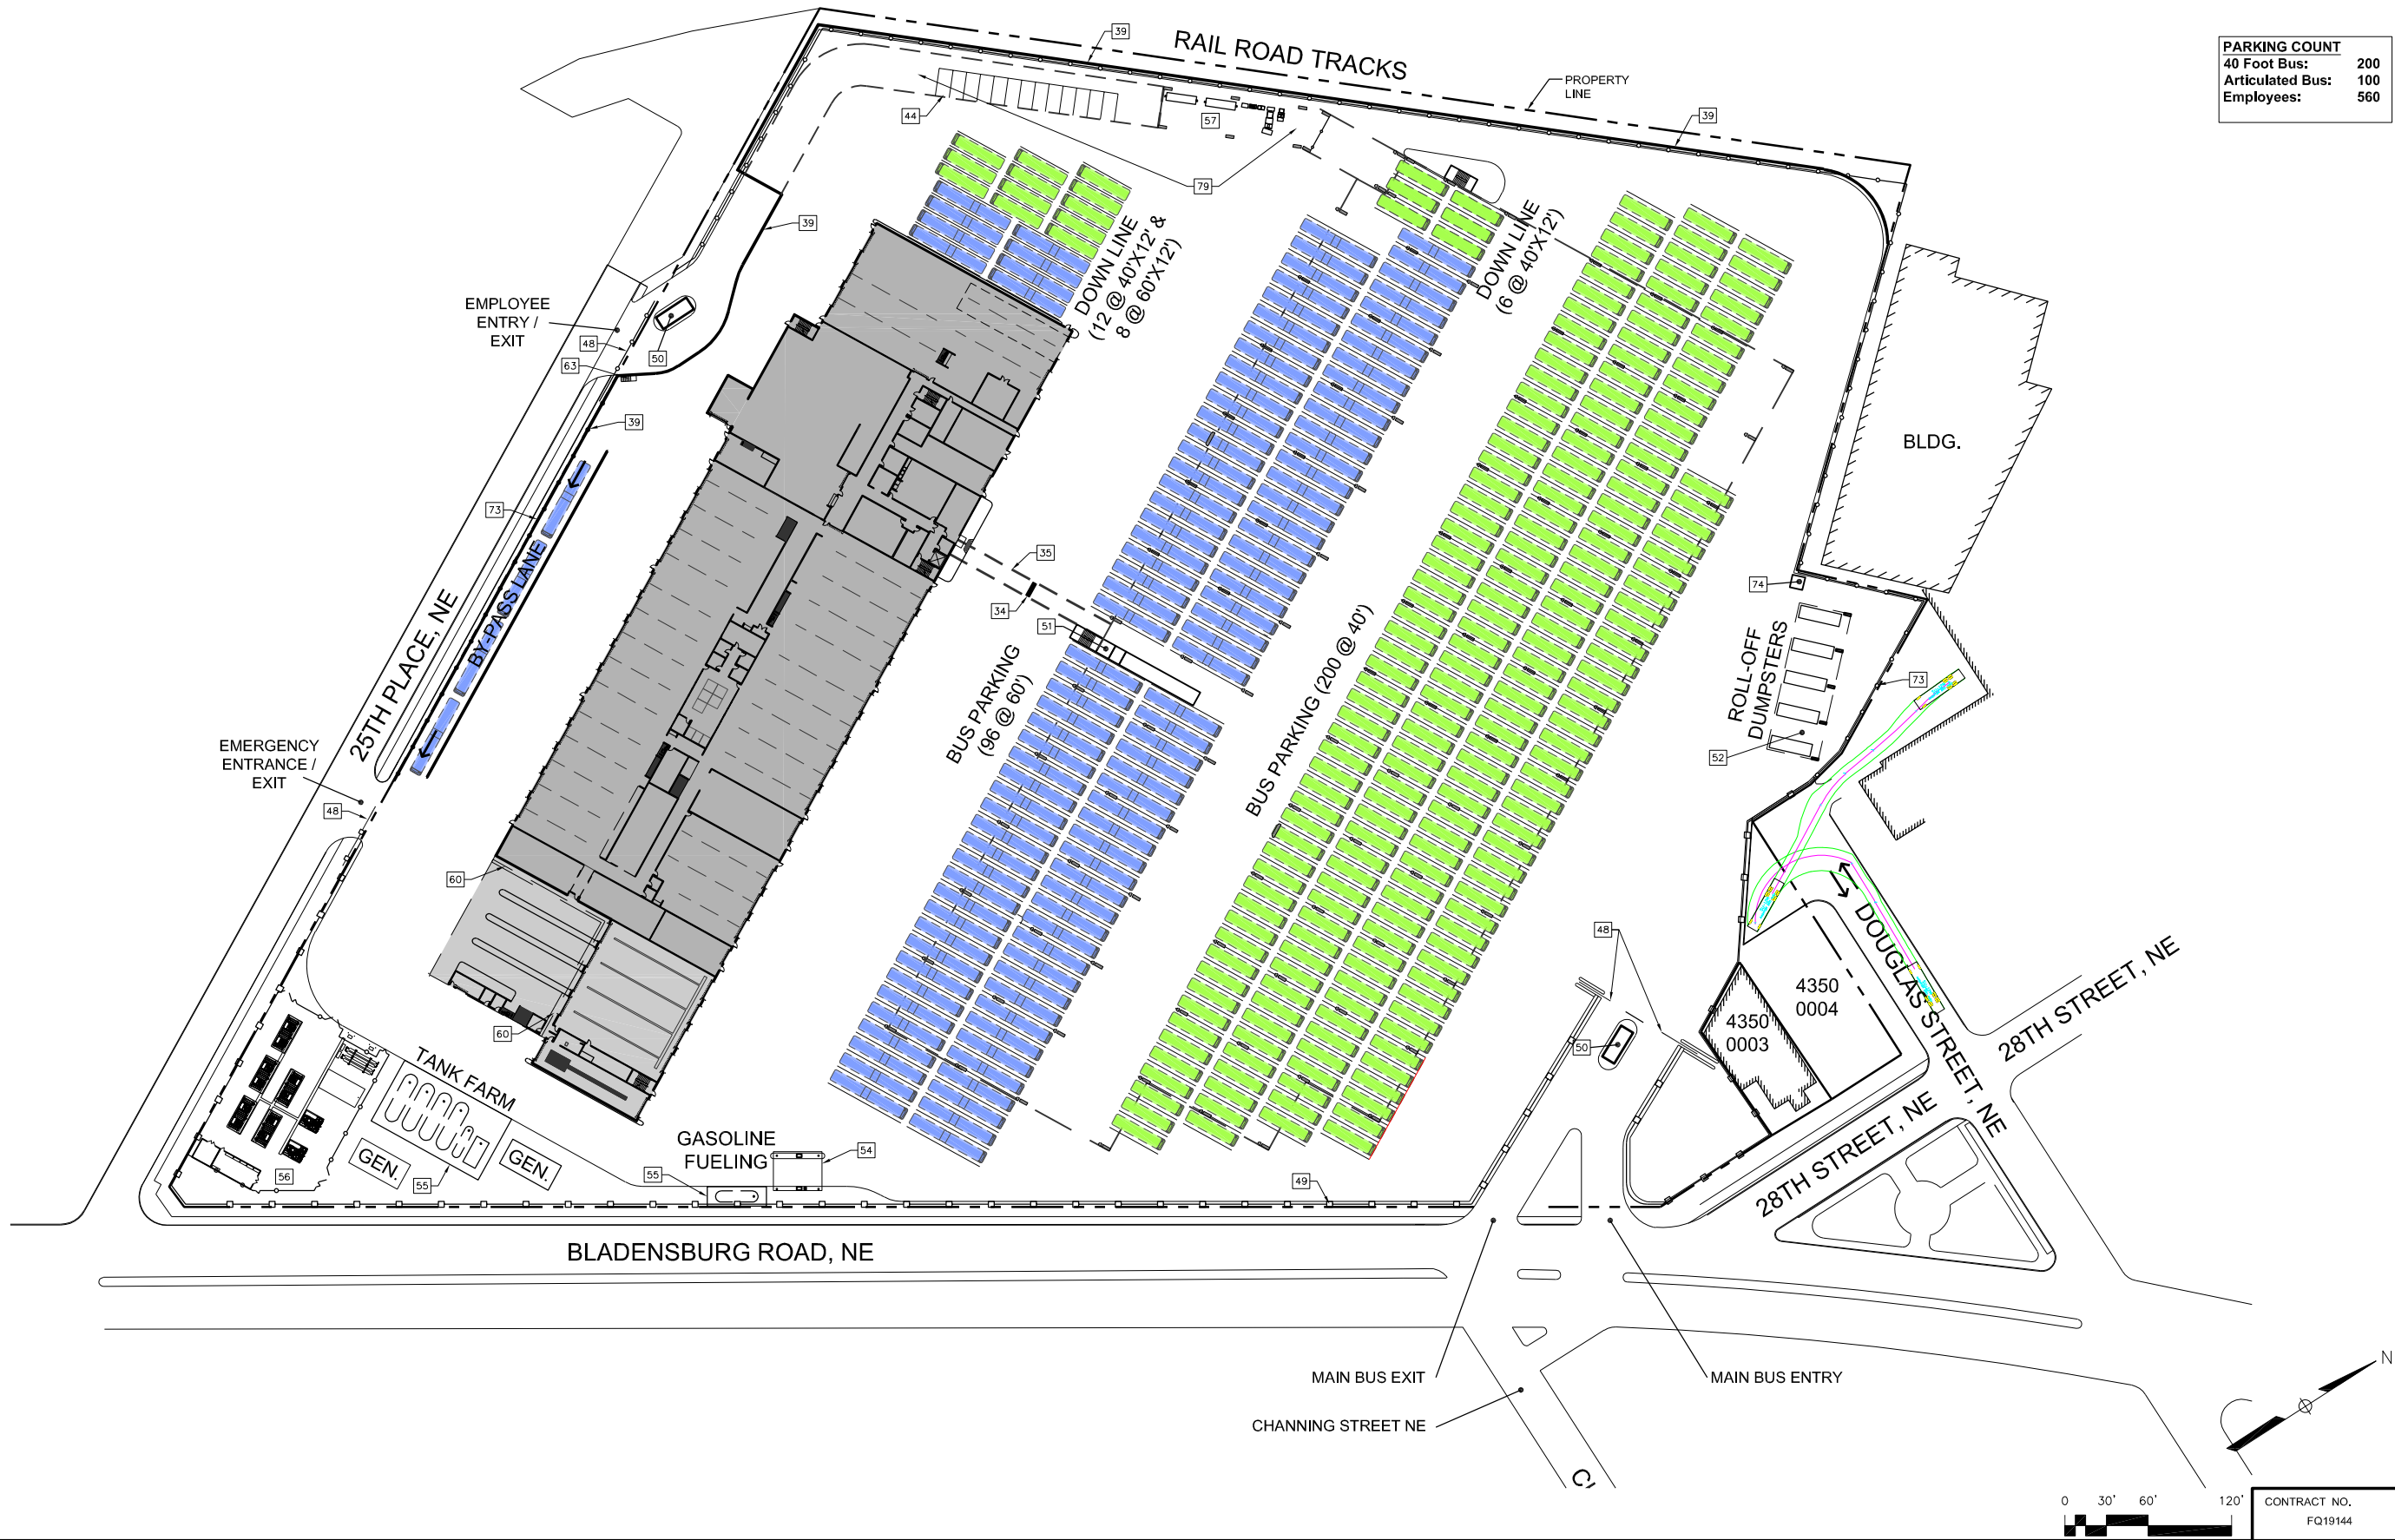 RAIL ROAD TRACKS
PROPERTY
LINE
PARKING COUNT
40 Foot Bus: 200
Articulated Bus: 100
Employees: 560
39
39
44
57
79
39
DOWN LINE
(12 @ 40'X12' &
8 @ 60'X12')
DOWN LINE
(6 @ 40'X12')
EMPLOYEE
ENTRY /
EXIT
48
50
63
39
BLDG.
73
BY-PASS LANE
25TH PLACE, NE
35
34
51
74
BUS PARKING
(96 @ 60')
BUS PARKING (200 @ 40')
ROLL-OFF
DUMPSTERS
73
52
EMERGENCY
ENTRANCE /
EXIT
48
60
60
48
50
DOUGLAS STREET, NE
4350
0004
4350
0003
28TH STREET, NE
28TH STREET, NE
TANK FARM
GEN.
GEN.
56
55
GASOLINE
FUELING
55
54
49
BLADENSBURG ROAD, NE
MAIN BUS EXIT
MAIN BUS ENTRY
CHANNING STREET NE
N
0 30' 60' 120'
CONTRACT NO.
FQ19144